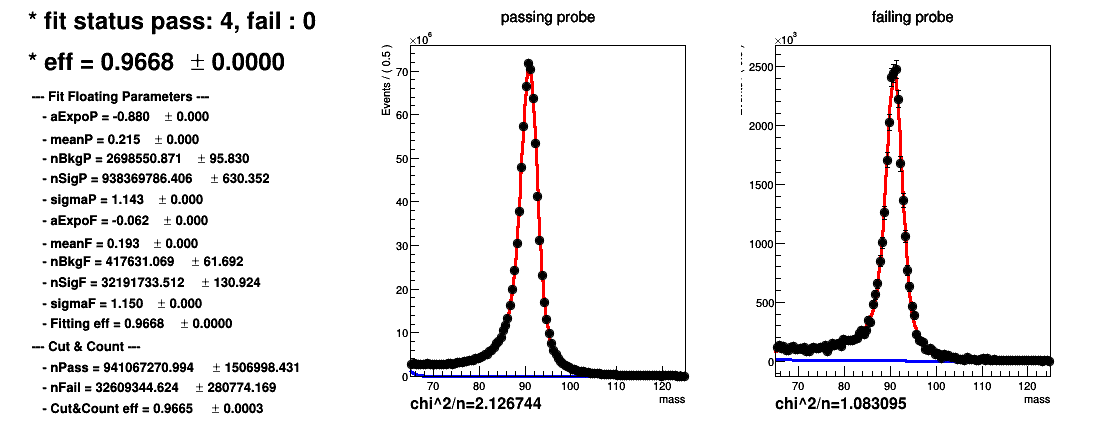 * fit status pass: 4, fail : 0
* eff = 0.9668 ± 0.0000
--- Fit Floating Parameters ---
- aExpoP = -0.880 ± 0.000
- meanP = 0.215 ± 0.000
- nBkgP = 2698550.871 ± 95.830
- nSigP = 938369786.406 ± 630.352
- sigmaP = 1.143 ± 0.000
- aExpoF = -0.062 ± 0.000
- meanF = 0.193 ± 0.000
- nBkgF = 417631.069 ± 61.692
- nSigF = 32191733.512 ± 130.924
- sigmaF = 1.150 ± 0.000
- Fitting eff = 0.9668 ± 0.0000
--- Cut & Count ---
- nPass = 941067270.994 ± 1506998.431
- nFail = 32609344.624 ± 280774.169
- Cut&Count eff = 0.9665 ± 0.0003
passing probe
×10⁶
Events / ( 0.5 )
70
60
50
40
30
20
10
0
70 80 90 100 110 120
mass
chi^2/n=2.126744
failing probe
×10³
2500
2000
1500
1000
500
0
70 80 90 100 110 120
mass
chi^2/n=1.083095